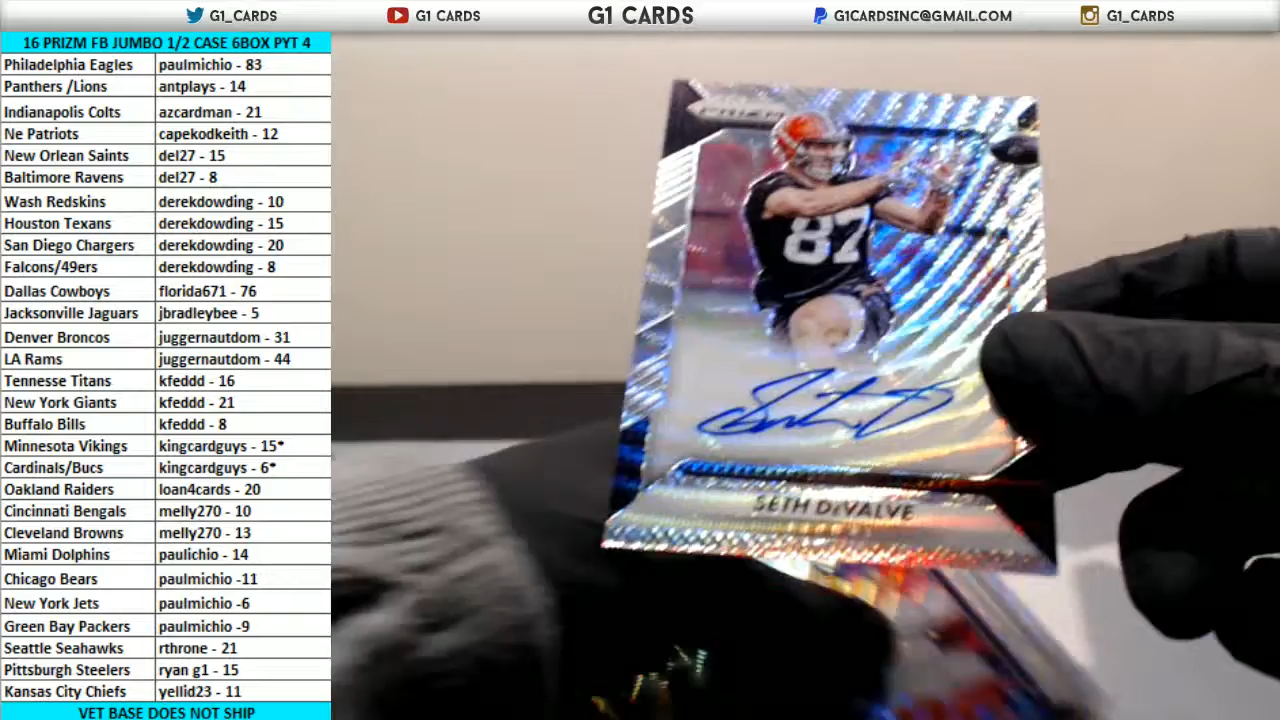 G1_CARDS
G1 CARDS
G1 CARDS
G1CARDSINC@GMAIL.COM
G1_CARDS
16 PRIZM FB JUMBO 1/2 CASE 6BOX PYT 4
Philadelphia Eagles paulmichio - 83
Panthers /Lions antplays - 14
Indianapolis Colts azcardman - 21
Ne Patriots capekodkeith - 12
New Orlean Saints del27 - 15
Baltimore Ravens del27 - 8
Wash Redskins derekdowding - 10
Houston Texans derekdowding - 15
San Diego Chargers derekdowding - 20
Falcons/49ers derekdowding - 8
Dallas Cowboys florida671 - 76
Jacksonville Jaguars jbradleybee - 5
Denver Broncos juggernautdom - 31
LA Rams juggernautdom - 44
Tennesse Titans kfeddd - 16
New York Giants kfeddd - 21
Buffalo Bills kfeddd - 8
Minnesota Vikings kingcardguys - 15*
Cardinals/Bucs kingcardguys - 6*
Oakland Raiders loan4cards - 20
Cincinnati Bengals melly270 - 10
Cleveland Browns melly270 - 13
Miami Dolphins paulichio - 14
Chicago Bears paulmichio -11
New York Jets paulmichio -6
Green Bay Packers paulmichio -9
Seattle Seahawks rthrone - 21
Pittsburgh Steelers ryan g1 - 15
Kansas City Chiefs yellid23 - 11
VET BASE DOES NOT SHIP
PRIZM
87
SETH DeVALVE